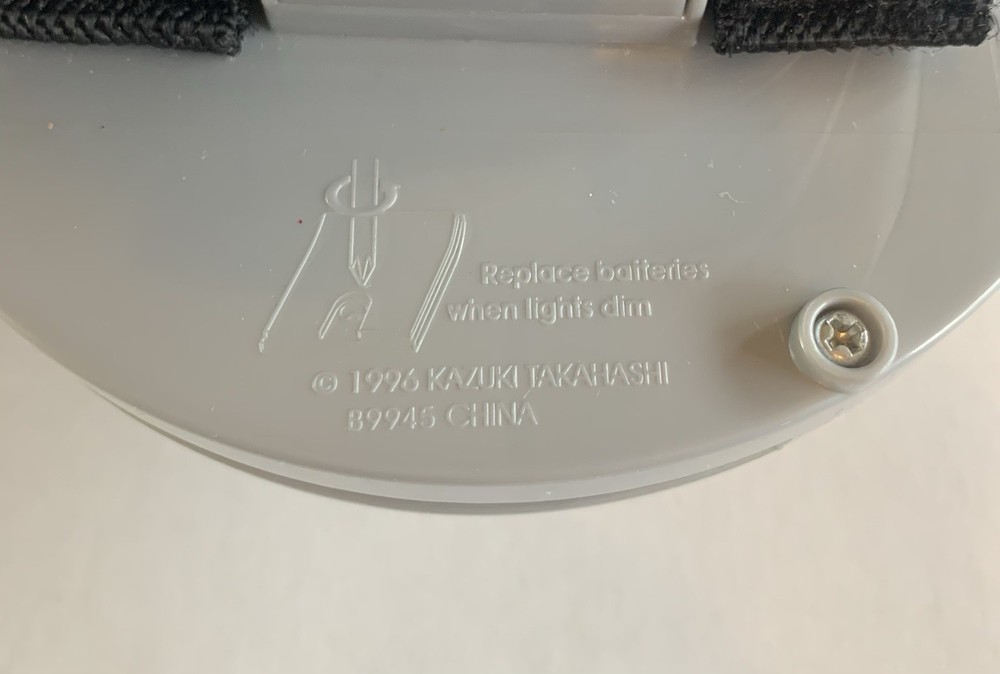 Replace batteries
when lights dim
© 1996 KAZUKI TAKAHASHI
B9945 CHINA